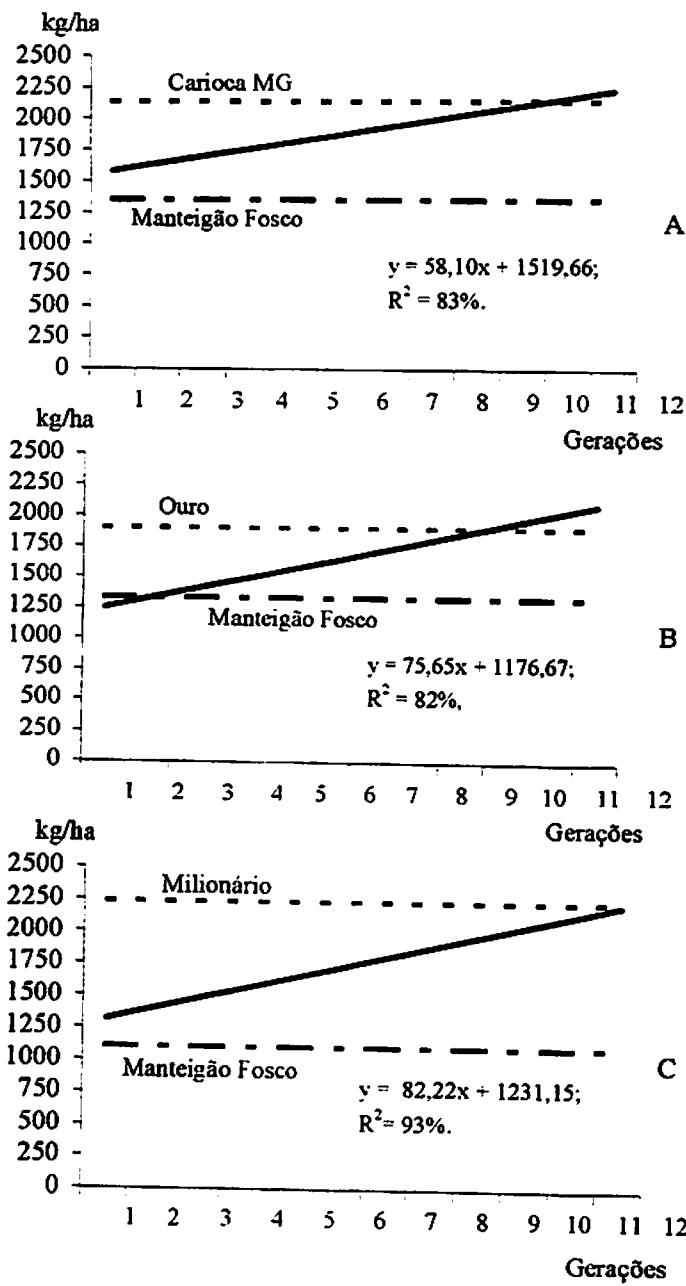 kg/ha
2500
2250
2000
1750
1500
1250
1000
750
500
250
0
Carioca MG
Manteigão Fosco
A
y = 58,10x + 1519,66;
R² = 83%.
1 2 3 4 5 6 7 8 9 10 11 12
Gerações
kg/ha
2500
2250
2000
1750
1500
1250
1000
750
500
250
0
Ouro
Manteigão Fosco
B
y = 75,65x + 1176,67;
R² = 82%,
1 2 3 4 5 6 7 8 9 10 11 12
Gerações
kg/ha
2500
2250
2000
1750
1500
1250
1000
750
500
250
0
Milionário
Manteigão Fosco
C
y = 82,22x + 1231,15;
R²= 93%.
1 2 3 4 5 6 7 8 9 10 11 12
Gerações